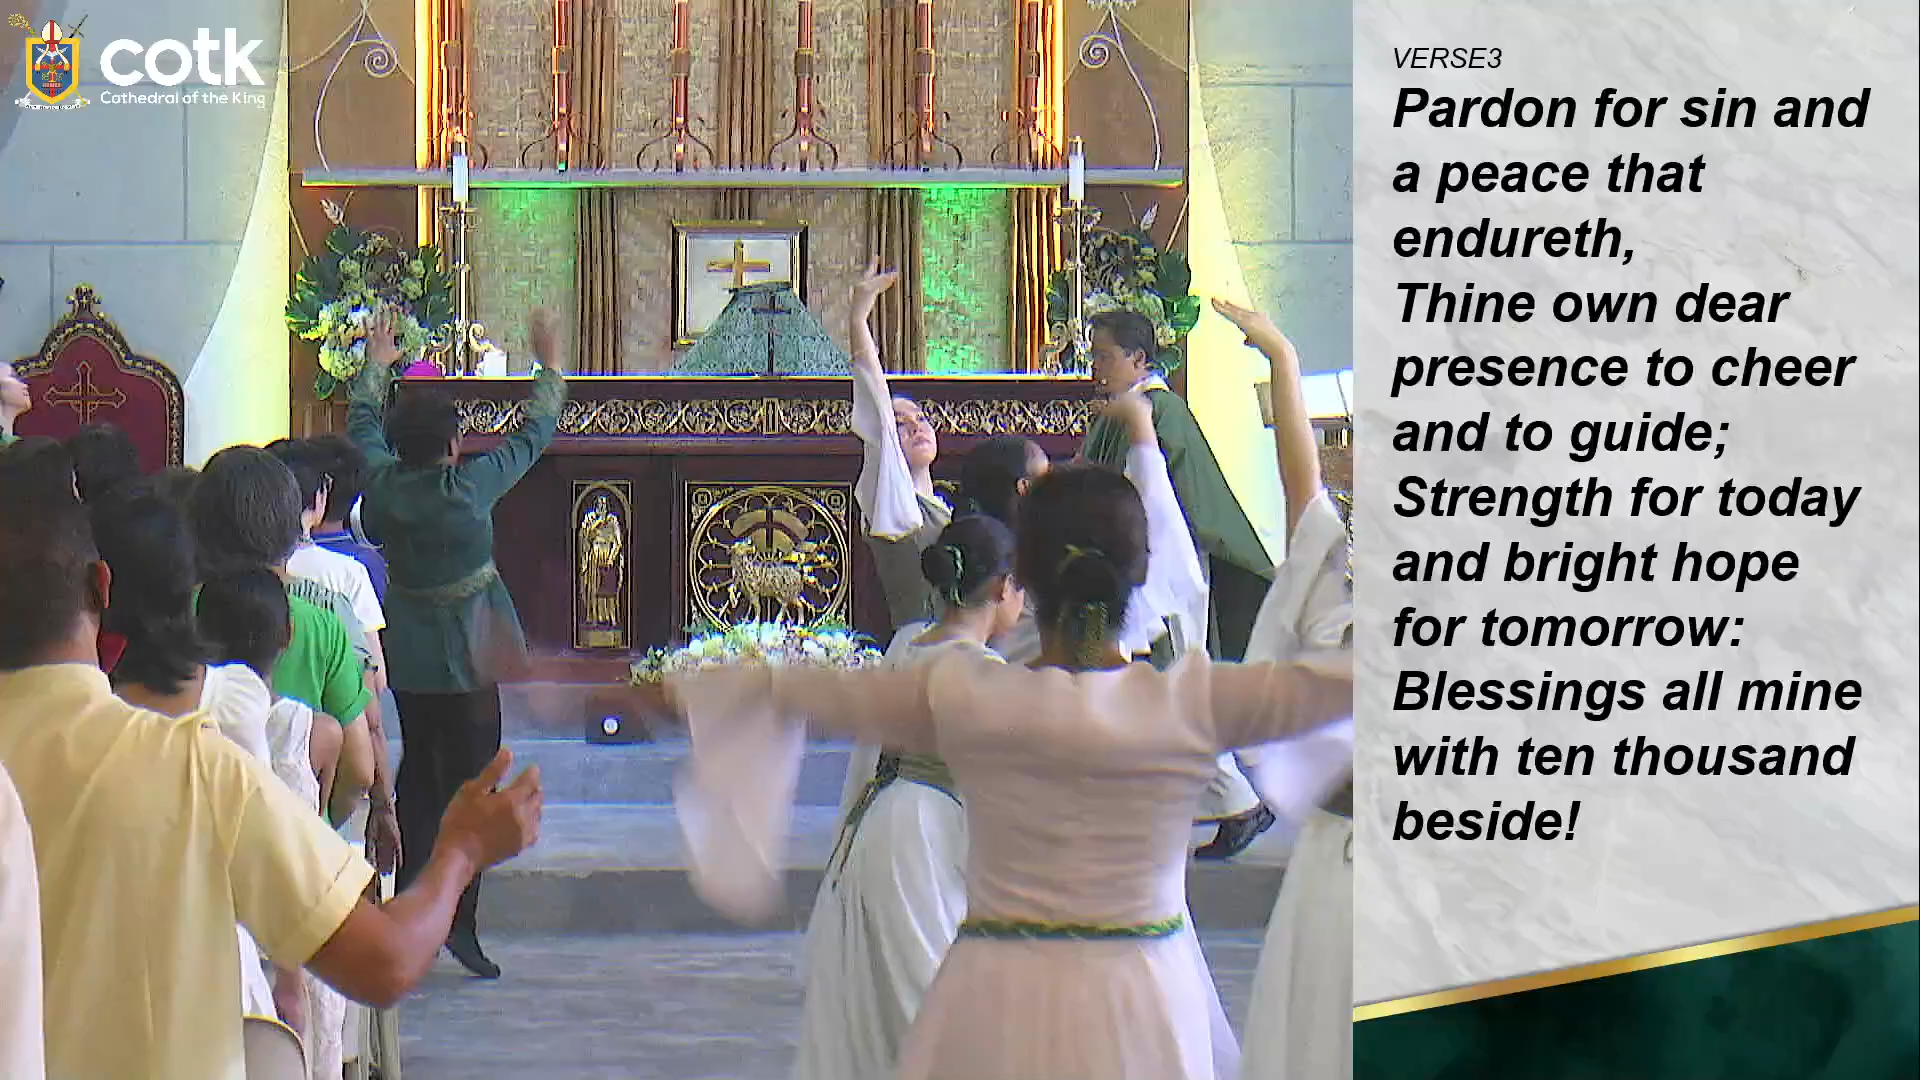 cotk
Cathedral of the King
VERSE3
Pardon for sin and
a peace that
endureth,
Thine own dear
presence to cheer
and to guide;
Strength for today
and bright hope
for tomorrow:
Blessings all mine
with ten thousand
beside!